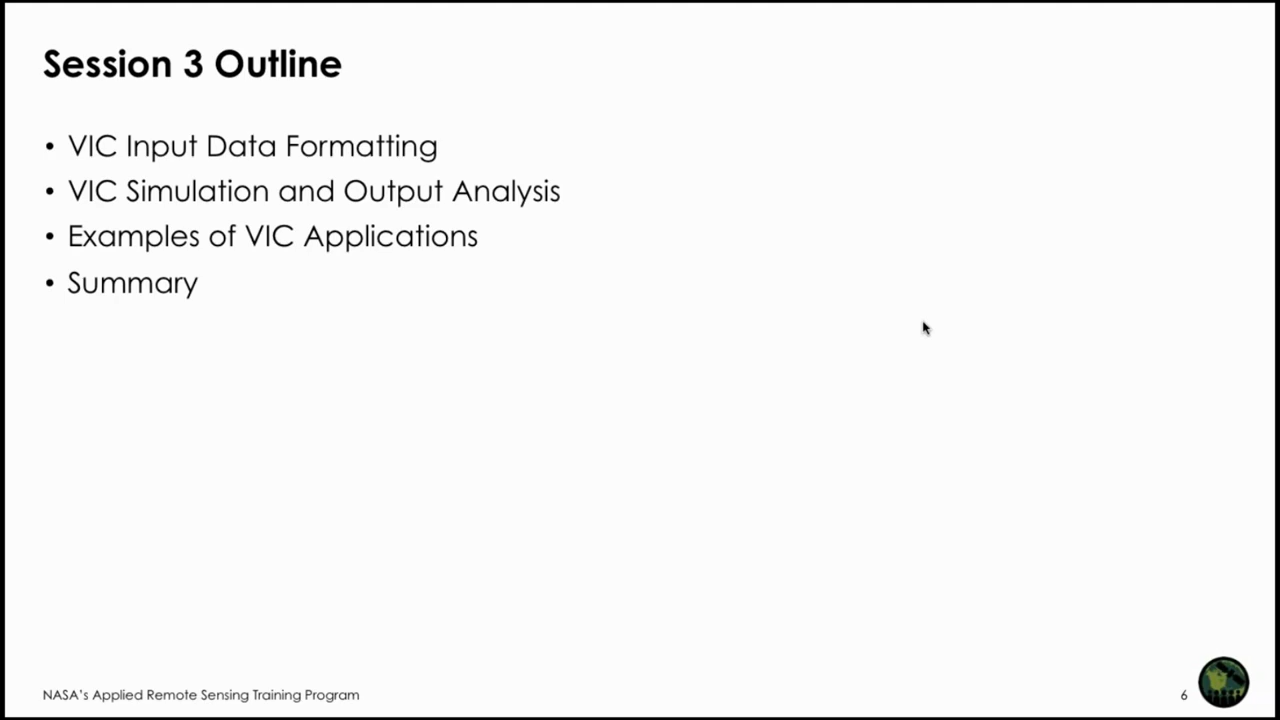 Session 3 Outline
• VIC Input Data Formatting
• VIC Simulation and Output Analysis
• Examples of VIC Applications
• Summary
NASA's Applied Remote Sensing Training Program
6